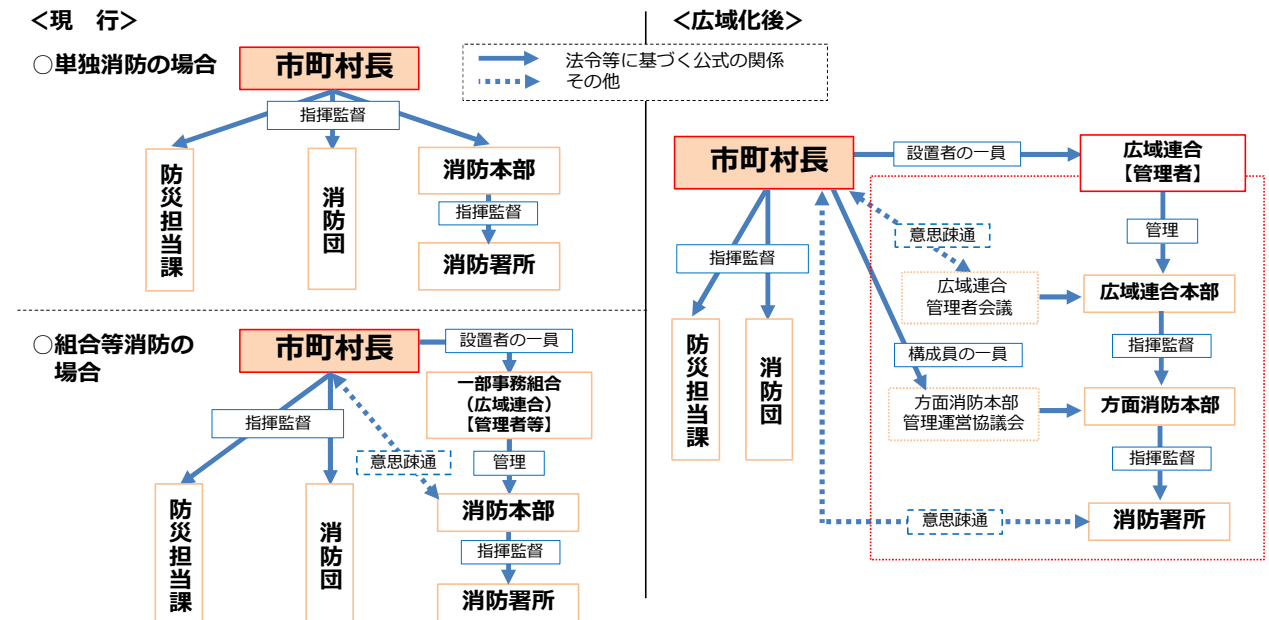 <現　行>
○単独消防の場合
市町村長
指揮監督
防災担当課
消防団
消防本部
指揮監督
消防署所
○組合等消防の
場合
市町村長
設置者の一員
一部事務組合
（広域連合）
【管理者等】
指揮監督
意思疎通
管理
防災担当課
消防団
消防本部
指揮監督
消防署所
法令等に基づく公式の関係
その他
<広域化後>
市町村長
設置者の一員
広域連合
【管理者】
指揮監督
意思疎通
管理
広域連合
管理者会議
広域連合本部
防災担当課
消防団
構成員の一員
指揮監督
方面消防本部
管理運営協議会
方面消防本部
指揮監督
意思疎通
消防署所